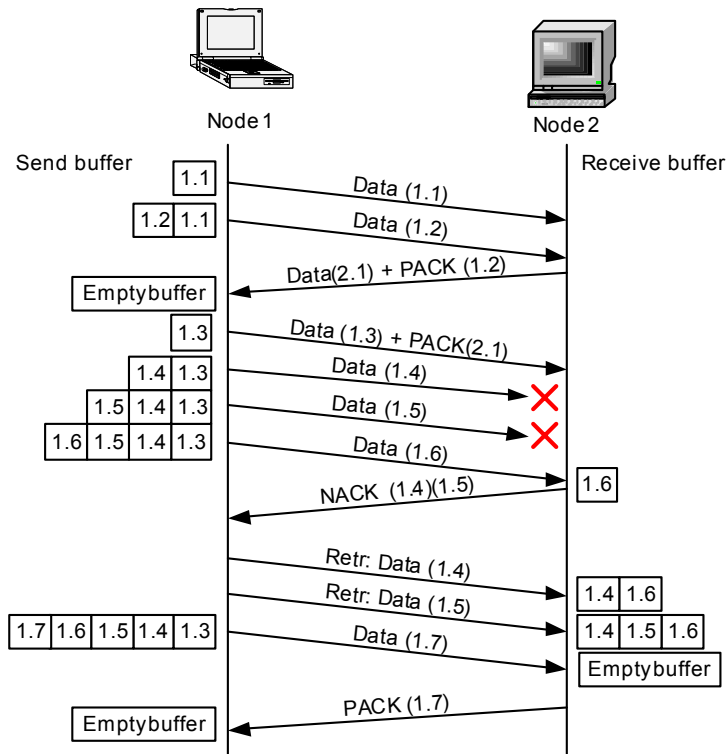 Node 1
Node 2
Send buffer
Receive buffer
1.1
Data (1.1)
1.2 1.1
Data (1.2)
Data(2.1) + PACK (1.2)
Emptybuffer
1.3
Data (1.3) + PACK(2.1)
1.4 1.3
Data (1.4)
1.5 1.4 1.3
Data (1.5)
1.6 1.5 1.4 1.3
Data (1.6)
1.6
NACK (1.4)(1.5)
Retr: Data (1.4)
1.4 1.6
Retr: Data (1.5)
1.7 1.6 1.5 1.4 1.3
1.4 1.5 1.6
Data (1.7)
Emptybuffer
PACK (1.7)
Emptybuffer